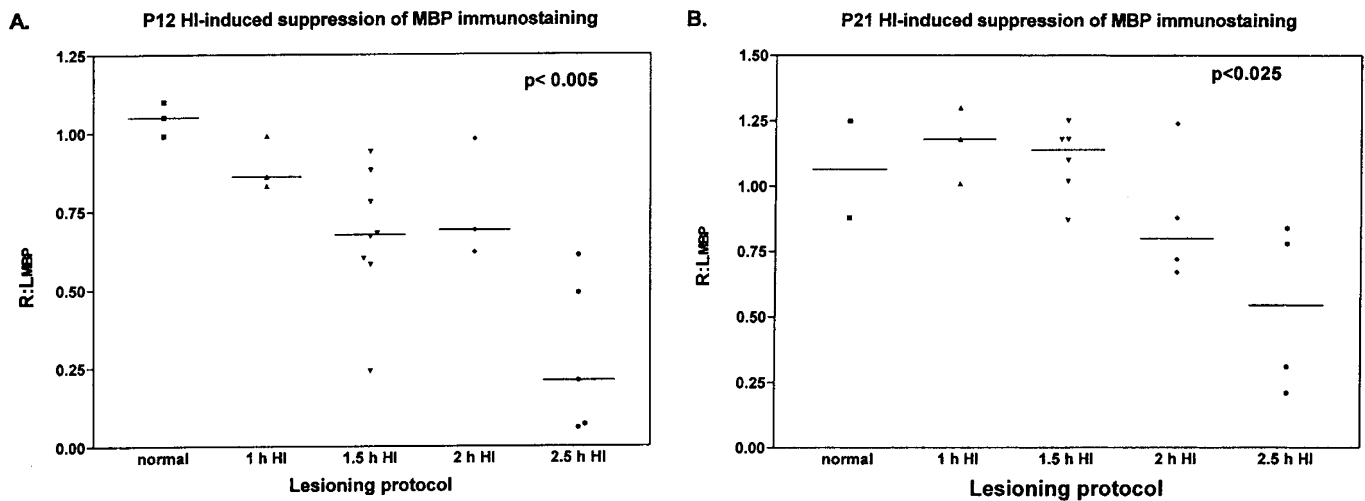 A.
P12 HI-induced suppression of MBP immunostaining
p< 0.005
1.25
1.00
0.75
0.50
0.25
0.00
R:LMBP
normal 1 h HI 1.5 h HI 2 h HI 2.5 h HI
Lesioning protocol
B.
P21 HI-induced suppression of MBP immunostaining
p<0.025
1.50
1.25
1.00
0.75
0.50
0.25
0.00
R:LMBP
normal 1 h HI 1.5 h HI 2 h HI 2.5 h HI
Lesioning protocol